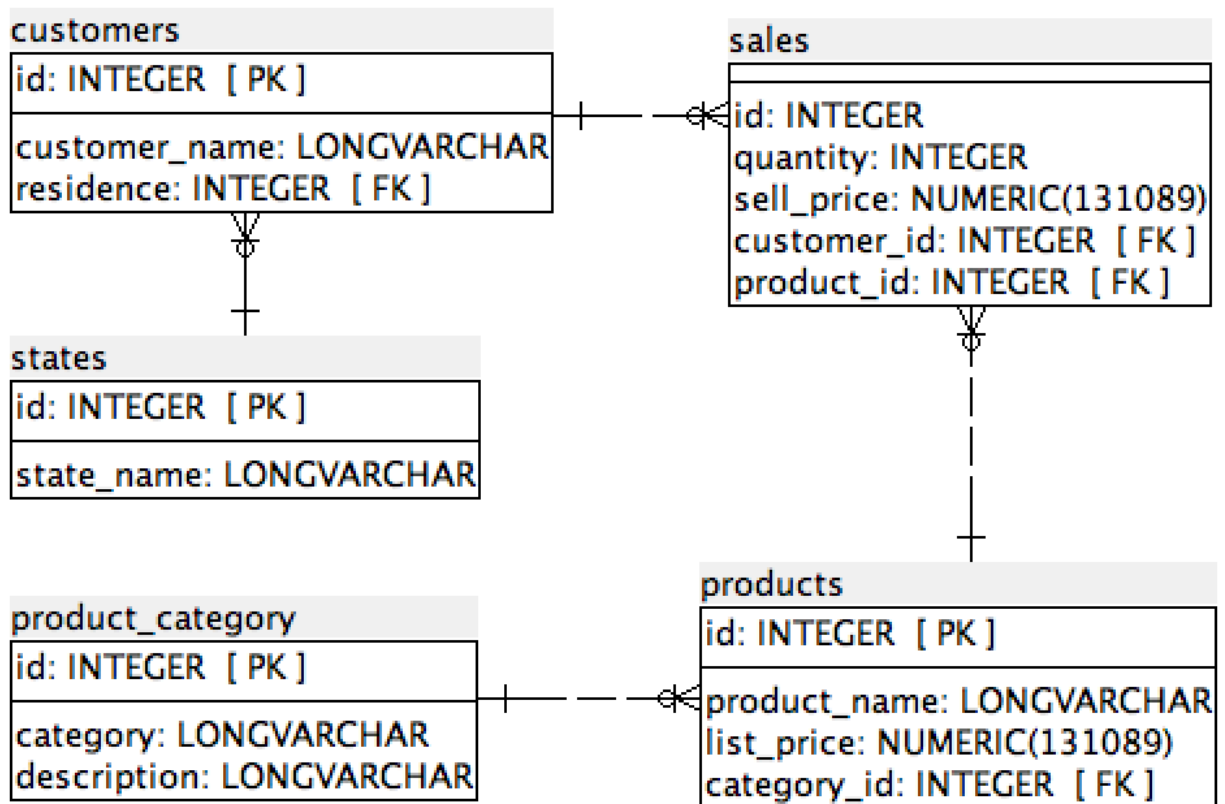 customers
id: INTEGER [ PK ]
customer_name: LONGVARCHAR
residence: INTEGER [ FK ]
sales
id: INTEGER
quantity: INTEGER
sell_price: NUMERIC(131089)
customer_id: INTEGER [ FK ]
product_id: INTEGER [ FK ]
states
id: INTEGER [ PK ]
state_name: LONGVARCHAR
product_category
id: INTEGER [ PK ]
category: LONGVARCHAR
description: LONGVARCHAR
products
id: INTEGER [ PK ]
product_name: LONGVARCHAR
list_price: NUMERIC(131089)
category_id: INTEGER [ FK ]